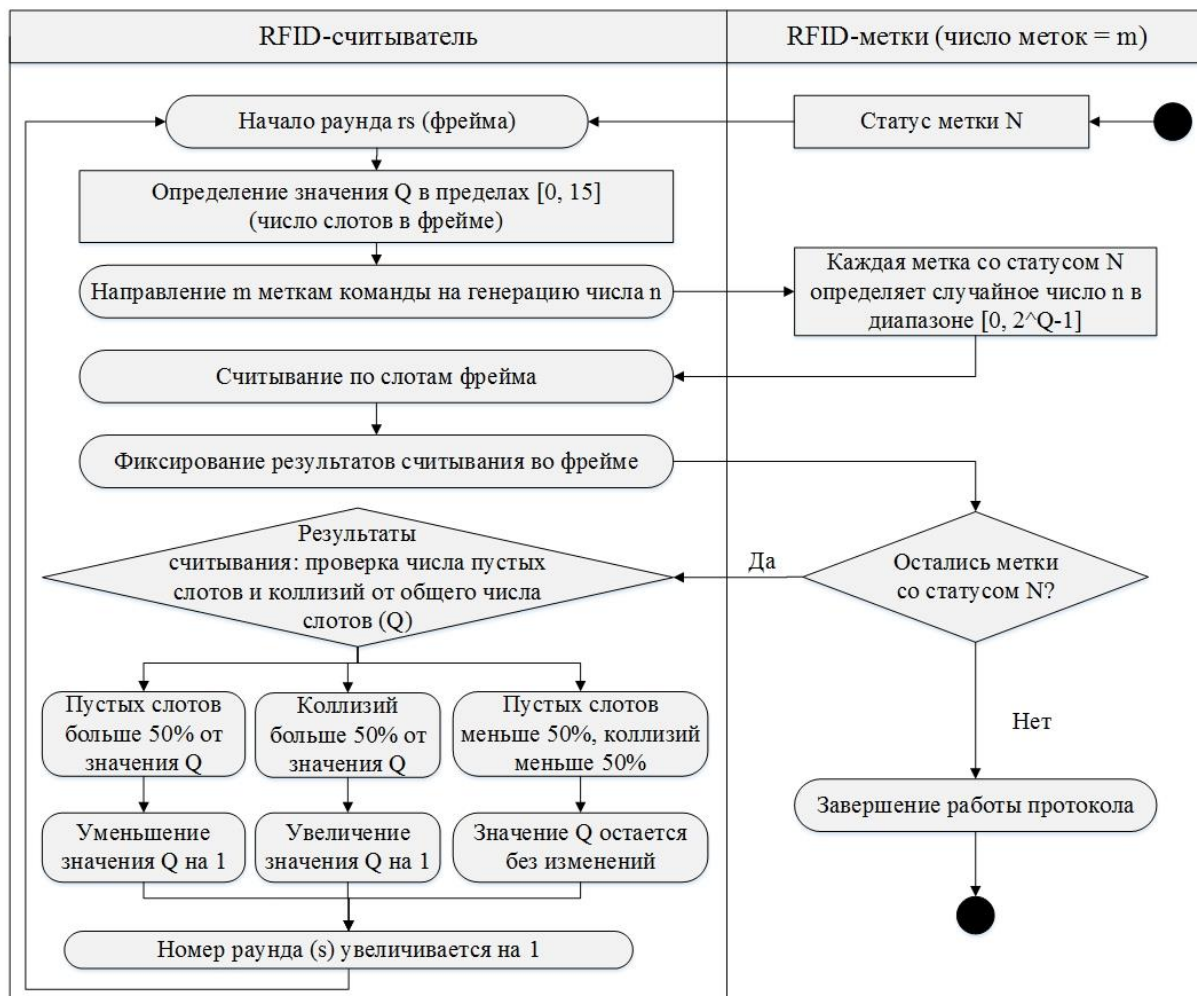 RFID-считыватель
RFID-метки (число меток = m)
Начало раунда rs (фрейма)
Статус метки N
Определение значения Q в пределах [0, 15]
(число слотов в фрейме)
Направление m меткам команды на генерацию числа n
Каждая метка со статусом N
определяет случайное число n в
диапазоне [0, 2^Q-1]
Считывание по слотам фрейма
Фиксирование результатов считывания во фрейме
Результаты
считывания: проверка числа пустых
слотов и коллизий от общего числа
слотов (Q)
Да
Остались метки
со статусом N?
Пустых слотов
больше 50% от
значения Q
Коллизий
больше 50% от
значения Q
Пустых слотов
меньше 50%, коллизий
меньше 50%
Нет
Уменьшение
значения Q на 1
Увеличение
значения Q на 1
Значение Q остается
без изменений
Завершение работы протокола
Номер раунда (s) увеличивается на 1